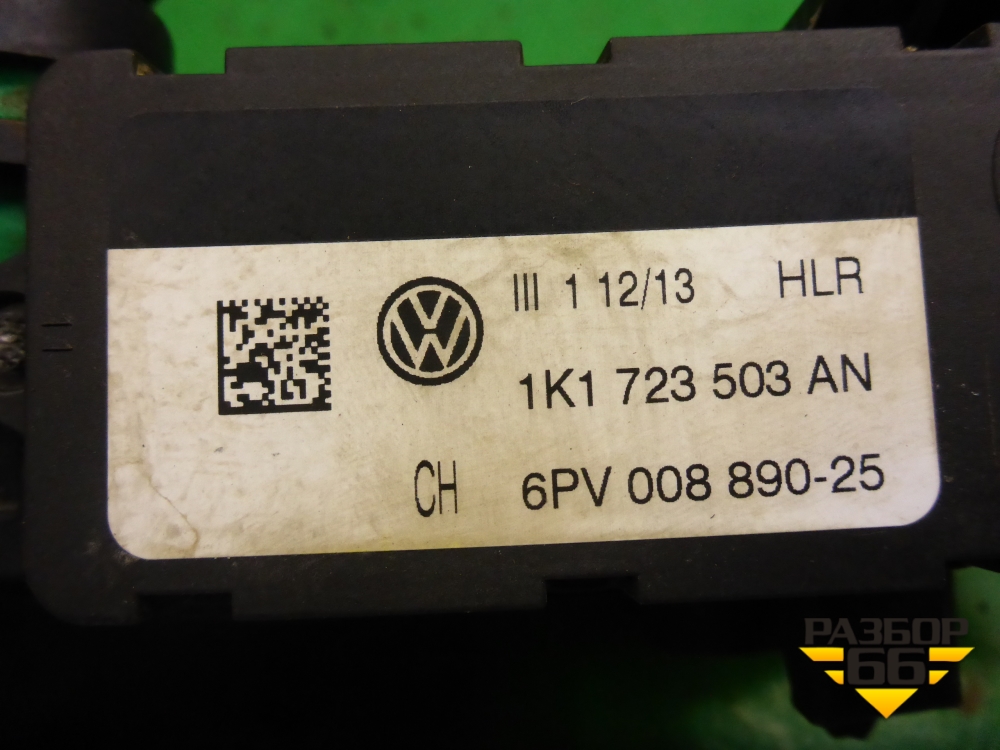 III 1 12/13 HLR
1K1 723 503 AN
CH 6PV 008 890-25
РАЗБОР
66